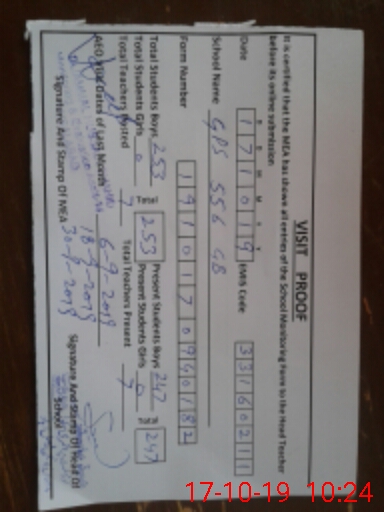 VISIT PROOF
It is certified that the MEA has shown all entries of the School Monitoring Form to the Head Teacher
before its online submission
D D M M Y Y
Date 1 7 1 0 1 9 EMIS Code 3 3 1 6 0 2 1 1
School Name GPS 556 GB
Form Number 1 9 1 0 1 7 0 9 4 0 1 8 2
Total Students Boys 253 Total 253 Present Students Boys 247 Total 247
Total Students Girls 0 Present Students Girls 0
Total Teachers Posted 7 Total Teachers Present 7
AEO Visit Dates of Last Month 6-9-2019
18-9-2019
30-9-2019
Signature And Stamp Of MEA Signature And Stamp Of Head Of
School
17-10-19 10:24